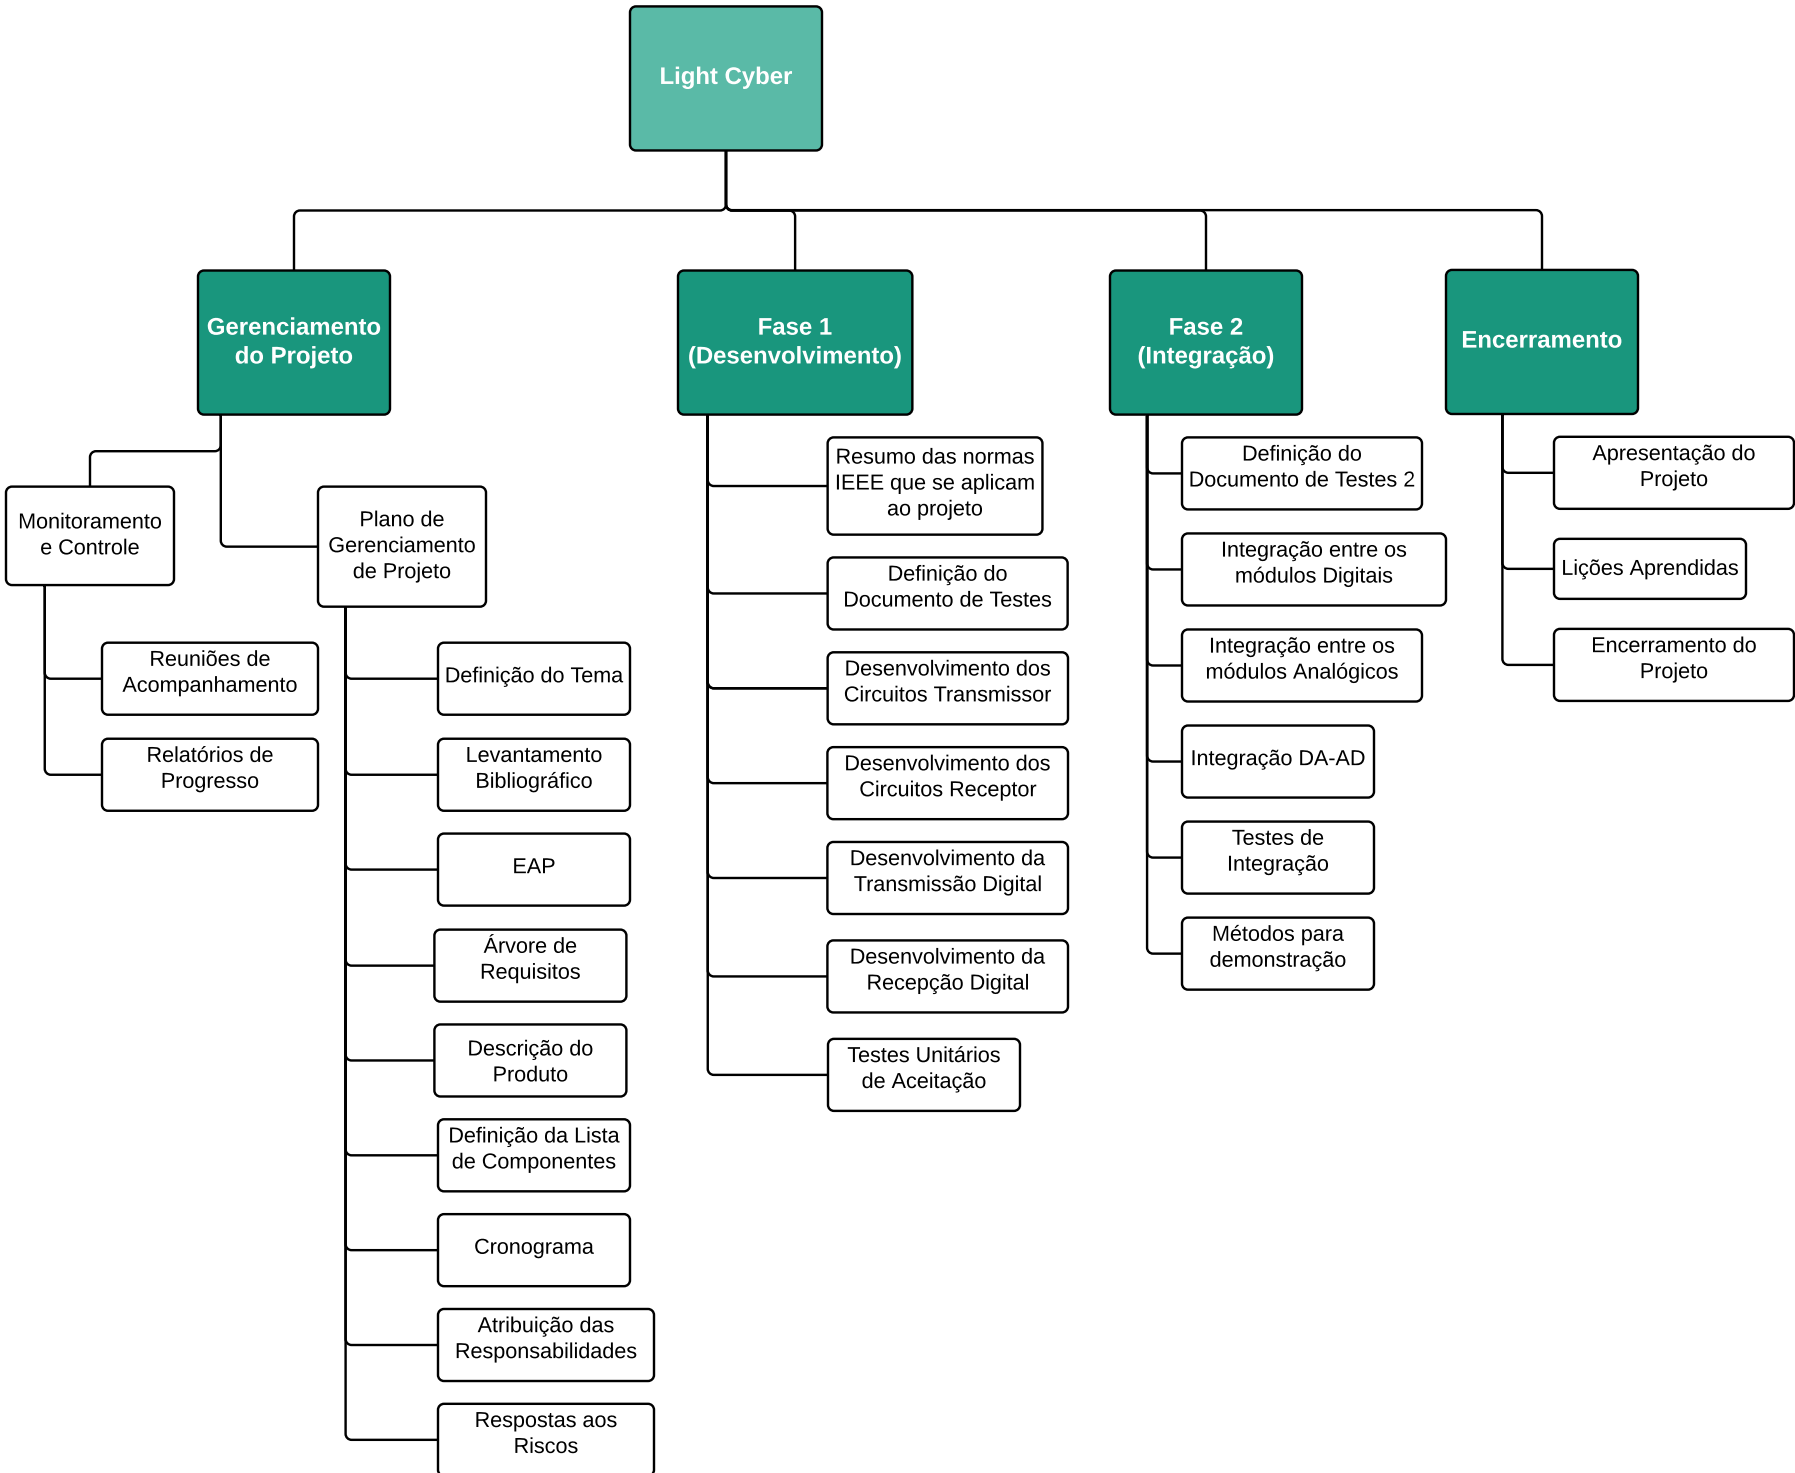 Light Cyber
Gerenciamento
do Projeto
Fase 1
(Desenvolvimento)
Fase 2
(Integração)
Encerramento
Monitoramento
e Controle
Reuniões de
Acompanhamento
Relatórios de
Progresso
Plano de
Gerenciamento
de Projeto
Definição do Tema
Levantamento
Bibliográfico
EAP
Árvore de
Requisitos
Descrição do
Produto
Definição da Lista
de Componentes
Cronograma
Atribuição das
Responsabilidades
Respostas aos
Riscos
Resumo das normas
IEEE que se aplicam
ao projeto
Definição do
Documento de Testes
Desenvolvimento dos
Circuitos Transmissor
Desenvolvimento dos
Circuitos Receptor
Desenvolvimento da
Transmissão Digital
Desenvolvimento da
Recepção Digital
Testes Unitários
de Aceitação
Definição do
Documento de Testes 2
Integração entre os
módulos Digitais
Integração entre os
módulos Analógicos
Integração DA-AD
Testes de
Integração
Métodos para
demonstração
Apresentação do
Projeto
Lições Aprendidas
Encerramento do
Projeto